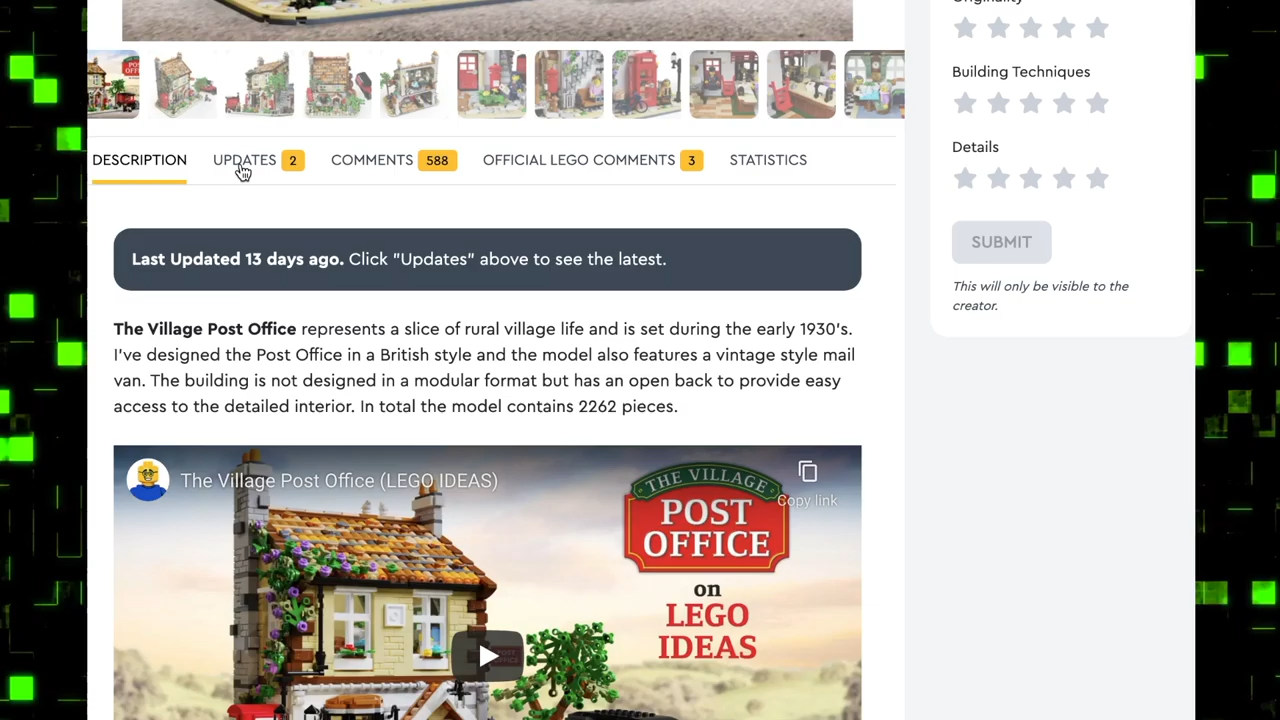 Originality
Building Techniques
Details
SUBMIT
This will only be visible to the
creator.
DESCRIPTION
UPDATES 2
COMMENTS 588
OFFICIAL LEGO COMMENTS 3
STATISTICS
Last Updated 13 days ago. Click "Updates" above to see the latest.
The Village Post Office represents a slice of rural village life and is set during the early 1930's.
I've designed the Post Office in a British style and the model also features a vintage style mail
van. The building is not designed in a modular format but has an open back to provide easy
access to the detailed interior. In total the model contains 2262 pieces.
The Village Post Office (LEGO IDEAS)
Copy link
THE VILLAGE
POST
OFFICE
on
LEGO
IDEAS